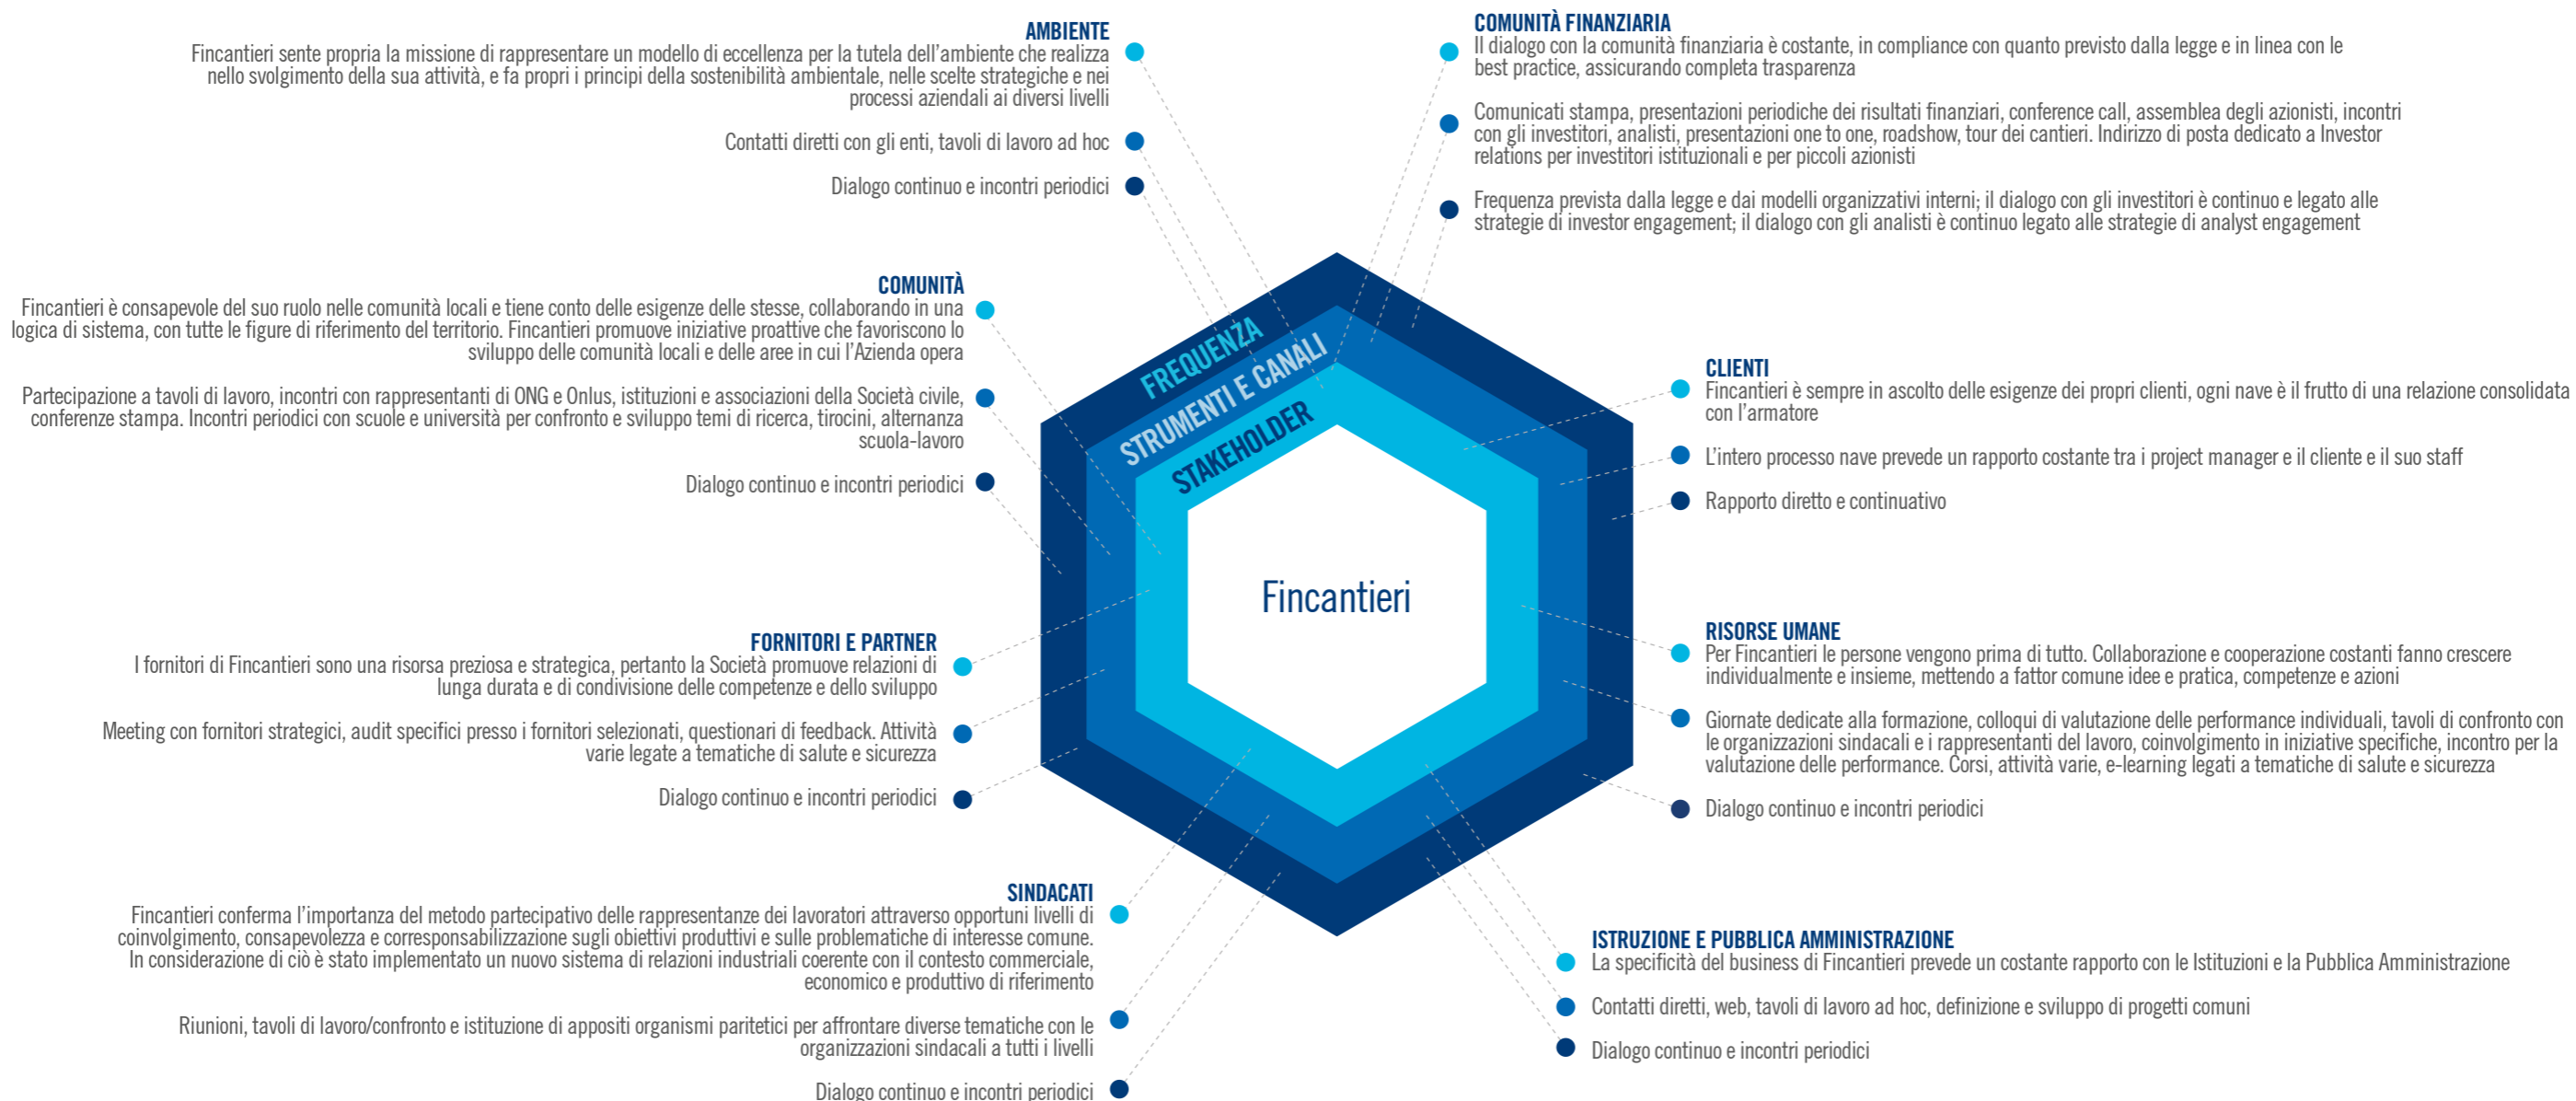 AMBIENTE
Fincantieri sente propria la missione di rappresentare un modello di eccellenza per la tutela dell'ambiente che realizza
nello svolgimento della sua attività, e fa propri i principi della sostenibilità ambientale, nelle scelte strategiche e nei
processi aziendali ai diversi livelli
Contatti diretti con gli enti, tavoli di lavoro ad hoc
Dialogo continuo e incontri periodici
COMUNITÀ FINANZIARIA
Il dialogo con la comunità finanziaria è costante, in compliance con quanto previsto dalla legge e in linea con le
best practice, assicurando completa trasparenza
Comunicati stampa, presentazioni periodiche dei risultati finanziari, conference call, assemblea degli azionisti, incontri
con gli investitori, analisti, presentazioni one to one, roadshow, tour dei cantieri. Indirizzo di posta dedicato a Investor
relations per investitori istituzionali e per piccoli azionisti
Frequenza prevista dalla legge e dai modelli organizzativi interni; il dialogo con gli investitori è continuo e legato alle
strategie di investor engagement; il dialogo con gli analisti è continuo legato alle strategie di analyst engagement
COMUNITÀ
Fincantieri è consapevole del suo ruolo nelle comunità locali e tiene conto delle esigenze delle stesse, collaborando in una
logica di sistema, con tutte le figure di riferimento del territorio. Fincantieri promuove iniziative proattive che favoriscono lo
sviluppo delle comunità locali e delle aree in cui l'Azienda opera
Partecipazione a tavoli di lavoro, incontri con rappresentanti di ONG e Onlus, istituzioni e associazioni della Società civile,
conferenze stampa. Incontri periodici con scuole e università per confronto e sviluppo temi di ricerca, tirocini, alternanza
scuola-lavoro
Dialogo continuo e incontri periodici
FREQUENZA
STRUMENTI E CANALI
STAKEHOLDER
Fincantieri
CLIENTI
Fincantieri è sempre in ascolto delle esigenze dei propri clienti, ogni nave è il frutto di una relazione consolidata
con l'armatore
L'intero processo nave prevede un rapporto costante tra i project manager e il cliente e il suo staff
Rapporto diretto e continuativo
FORNITORI E PARTNER
I fornitori di Fincantieri sono una risorsa preziosa e strategica, pertanto la Società promuove relazioni di
lunga durata e di condivisione delle competenze e dello sviluppo
Meeting con fornitori strategici, audit specifici presso i fornitori selezionati, questionari di feedback. Attività
varie legate a tematiche di salute e sicurezza
Dialogo continuo e incontri periodici
RISORSE UMANE
Per Fincantieri le persone vengono prima di tutto. Collaborazione e cooperazione costanti fanno crescere
individualmente e insieme, mettendo a fattor comune idee e pratica, competenze e azioni
Giornate dedicate alla formazione, colloqui di valutazione delle performance individuali, tavoli di confronto con
le organizzazioni sindacali e i rappresentanti del lavoro, coinvolgimento in iniziative specifiche, incontro per la
valutazione delle performance. Corsi, attività varie, e-learning legati a tematiche di salute e sicurezza
Dialogo continuo e incontri periodici
SINDACATI
Fincantieri conferma l'importanza del metodo partecipativo delle rappresentanze dei lavoratori attraverso opportuni livelli di
coinvolgimento, consapevolezza e corresponsabilizzazione sugli obiettivi produttivi e sulle problematiche di interesse comune.
In considerazione di ciò è stato implementato un nuovo sistema di relazioni industriali coerente con il contesto commerciale,
economico e produttivo di riferimento
Riunioni, tavoli di lavoro/confronto e istituzione di appositi organismi paritetici per affrontare diverse tematiche con le
organizzazioni sindacali a tutti i livelli
Dialogo continuo e incontri periodici
ISTRUZIONE E PUBBLICA AMMINISTRAZIONE
La specificità del business di Fincantieri prevede un costante rapporto con le Istituzioni e la Pubblica Amministrazione
Contatti diretti, web, tavoli di lavoro ad hoc, definizione e sviluppo di progetti comuni
Dialogo continuo e incontri periodici